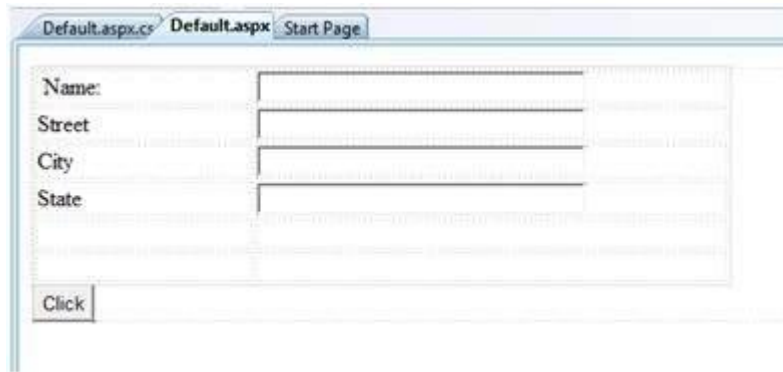 Default.aspx.cs Default.aspx Start Page
Name:
Street
City
State
Click